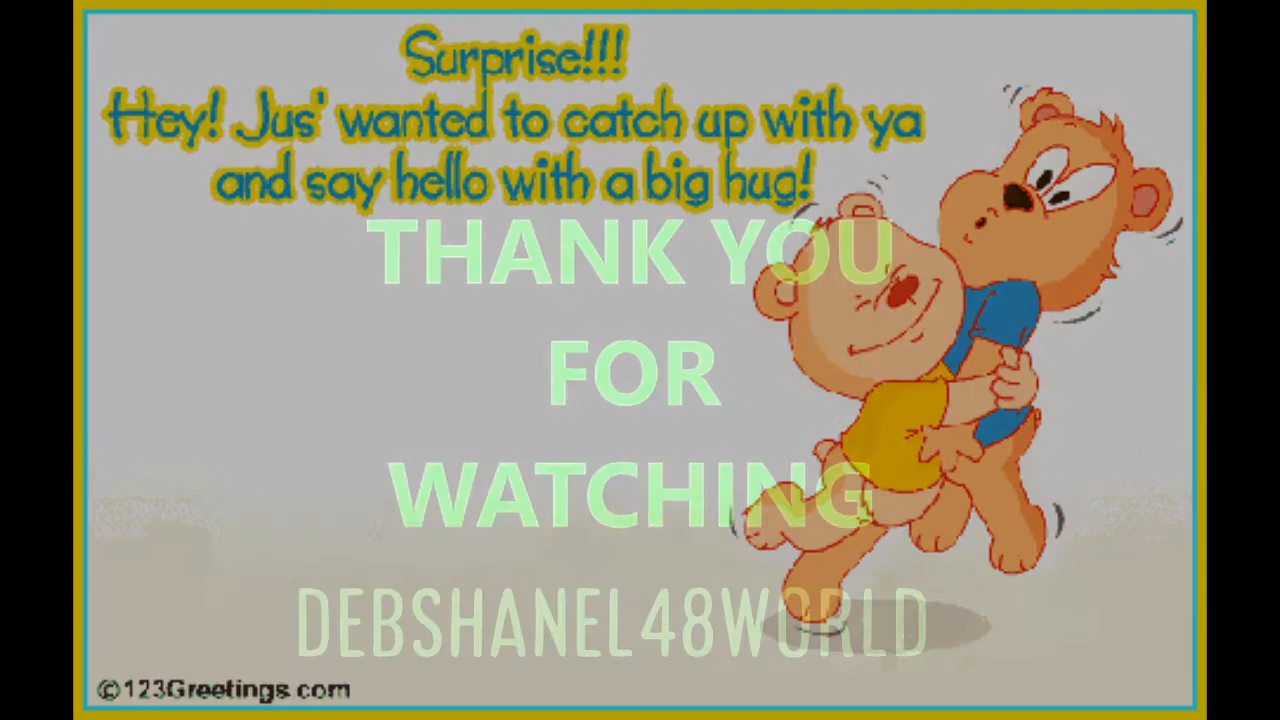 Surprise!!!
Hey! Jus' wanted to catch up with ya
and say hello with a big hug!
THANK YOU
FOR
WATCHING
DEBSHANEL48WORLD
©123Greetings.com